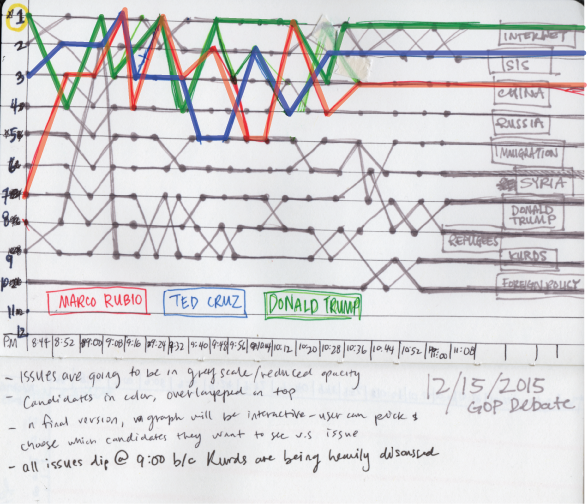 1
2
3
4
5
6
7
8
9
10
11
12
INTERNET
ISIS
CHINA
RUSSIA
IMMIGRATION
SYRIA
DONALD
TRUMP
REFUGEES
KURDS
FOREIGN POLICY
MARCO RUBIO
TED CRUZ
DONALD TRUMP
PM 8:44 8:52 9:00 9:08 9:16 9:24 9:32 9:40 9:48 9:56 10:04 10:12 10:20 10:28 10:36 10:44 10:52 11:00 11:08
12/15/2015
GOP Debate
- Issues are going to be in greyscale/reduced opacity
- Candidates in color, overlayed on top
- in final version, graph will be interactive - user can pick &
choose which candidates they want to see v.s issue
- all issues dip @ 9:00 b/c Kurds are being heavily discussed